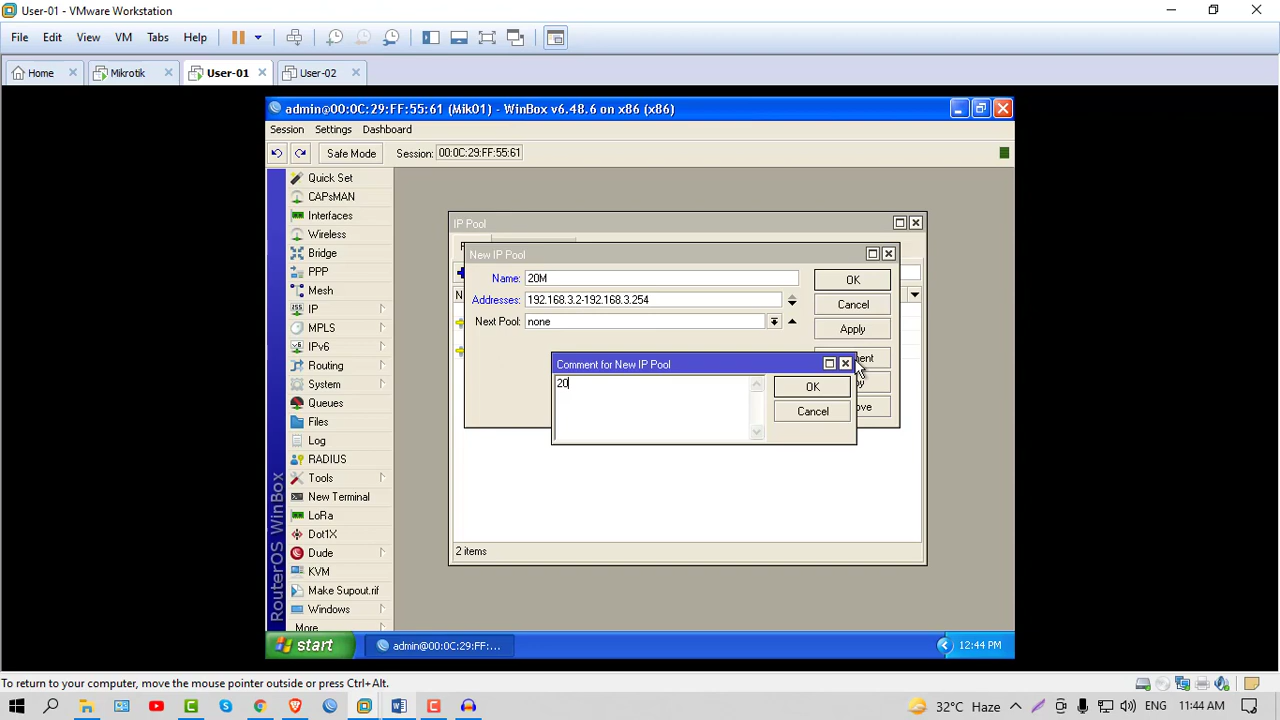 User-01 - VMware Workstation
File Edit View VM Tabs Help
Home Mikrotik User-01 User-02
admin@00:0C:29:FF:55:61 (Mik01) - WinBox v6.48.6 on x86 (x86)
Session Settings Dashboard
Safe Mode Session: 00:0C:29:FF:55:61
Quick Set
CAPsMAN
Interfaces
Wireless
Bridge
PPP
Mesh
IP
MPLS
IPv6
Routing
System
Queues
Files
Log
RADIUS
Tools
New Terminal
LoRa
Dot1X
Dude
KVM
Make Supout.rif
Windows
More
RouterOS WinBox
IP Pool
New IP Pool
Name: 20M
OK
Addresses: 192.168.3.2-192.168.3.254
Cancel
Next Pool: none
Apply
Comment for New IP Pool
20
OK
Cancel
2 items
start admin@00:0C:29:FF:55:... 12:44 PM
To return to your computer, move the mouse pointer outside or press Ctrl+Alt.
32°C Haze ENG 11:44 AM